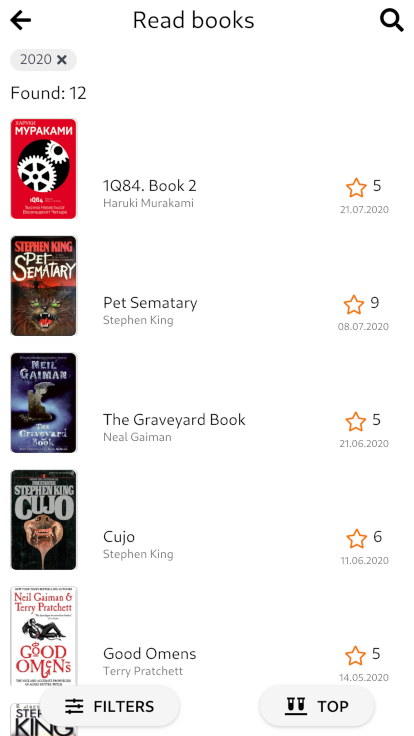 Read books
2020
Found: 12
ХАРУКИ
МУРАКАМИ
1Q84
Тысяча Невестьсот
Восемьдесят Четыре
1Q84. Book 2
Haruki Murakami
5
21.07.2020
STEPHEN KING
PET
SEMATARY
Pet Sematary
Stephen King
9
08.07.2020
NEIL
GAIMAN
The
Graveyard
Book
The Graveyard Book
Neal Gaiman
5
21.06.2020
STEPHEN KING
CUJO
Cujo
Stephen King
6
11.06.2020
Neil Gaiman &
Terry Pratchett
GOOD
OMENS
Good Omens
Terry Pratchett
5
14.05.2020
KING
FILTERS
TOP